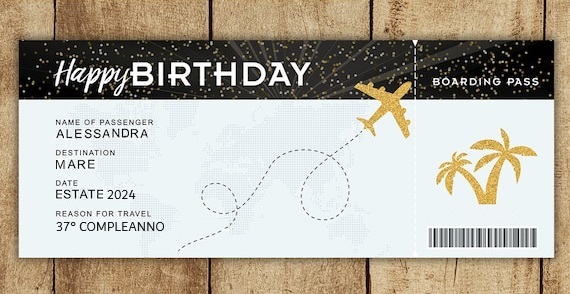 Happy BIRTHDAY
BOARDING PASS
NAME OF PASSENGER
ALESSANDRA
DESTINATION
MARE
DATE
ESTATE 2024
REASON FOR TRAVEL
37° COMPLEANNO